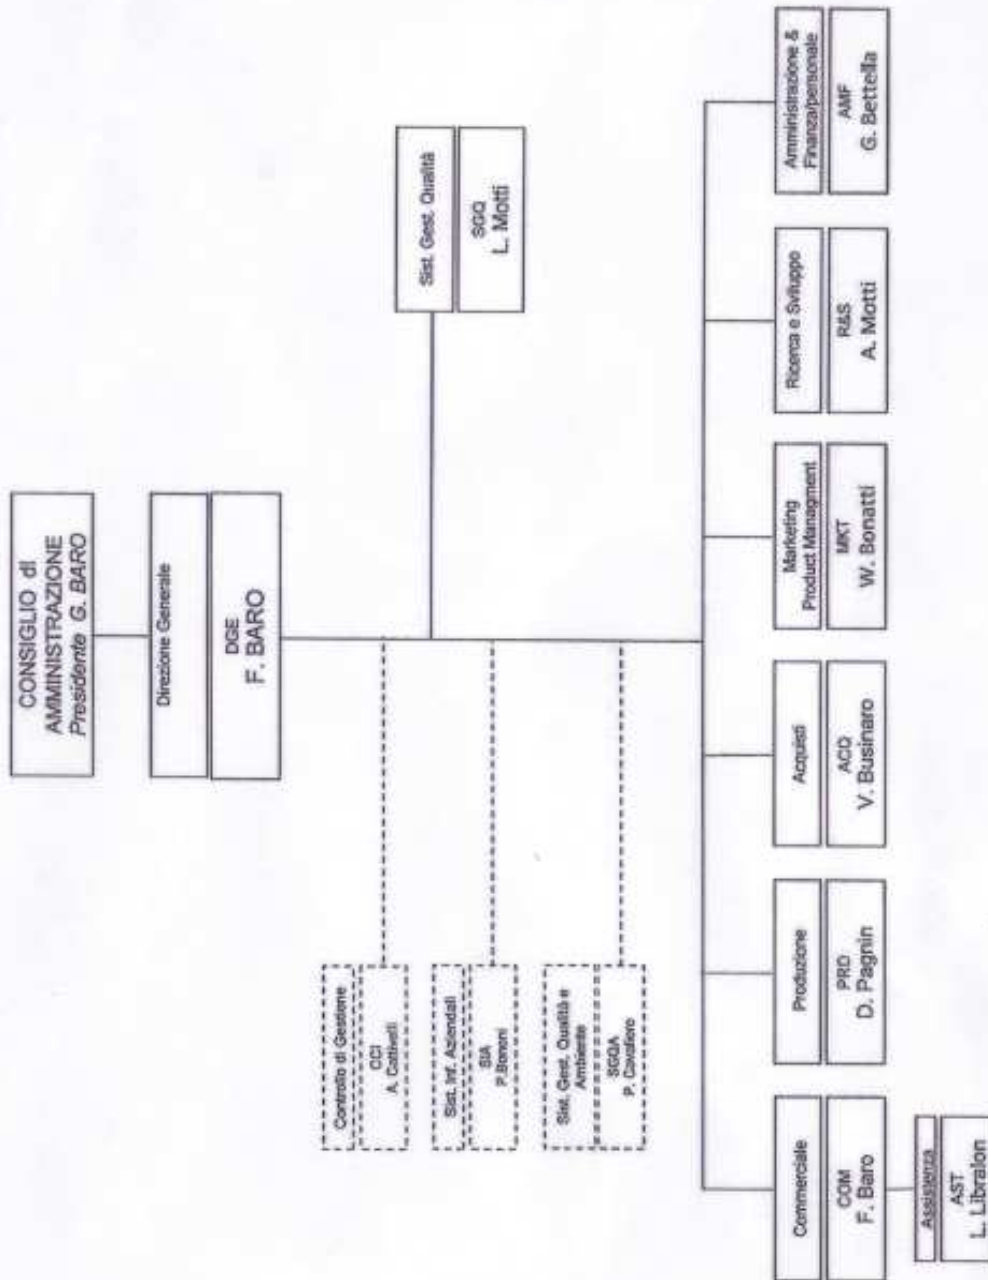 CONSIGLIO di
AMMINISTRAZIONE
Presidente G. BARO
Direzione Generale
DGE
F. BARO
Sist. Gest. Qualità
SGQ
L. Motti
Controllo di Gestione
CCI
A. Cattivelli
Sist. Inf. Aziendali
SIA
P.Bononi
Sist. Gest. Qualità e
Ambiente
SGQA
P. Cavaliere
Commerciale
COM
F. Baro
Assistenza
AST
L. Libralon
Produzione
PRD
D. Pagnin
Acquisti
ACQ
V. Businaro
Marketing
Product Managment
MKT
W. Bonatti
Ricerca e Sviluppo
R&S
A. Motti
Amministrazione &
Finanza/personale
AMF
G. Bettella